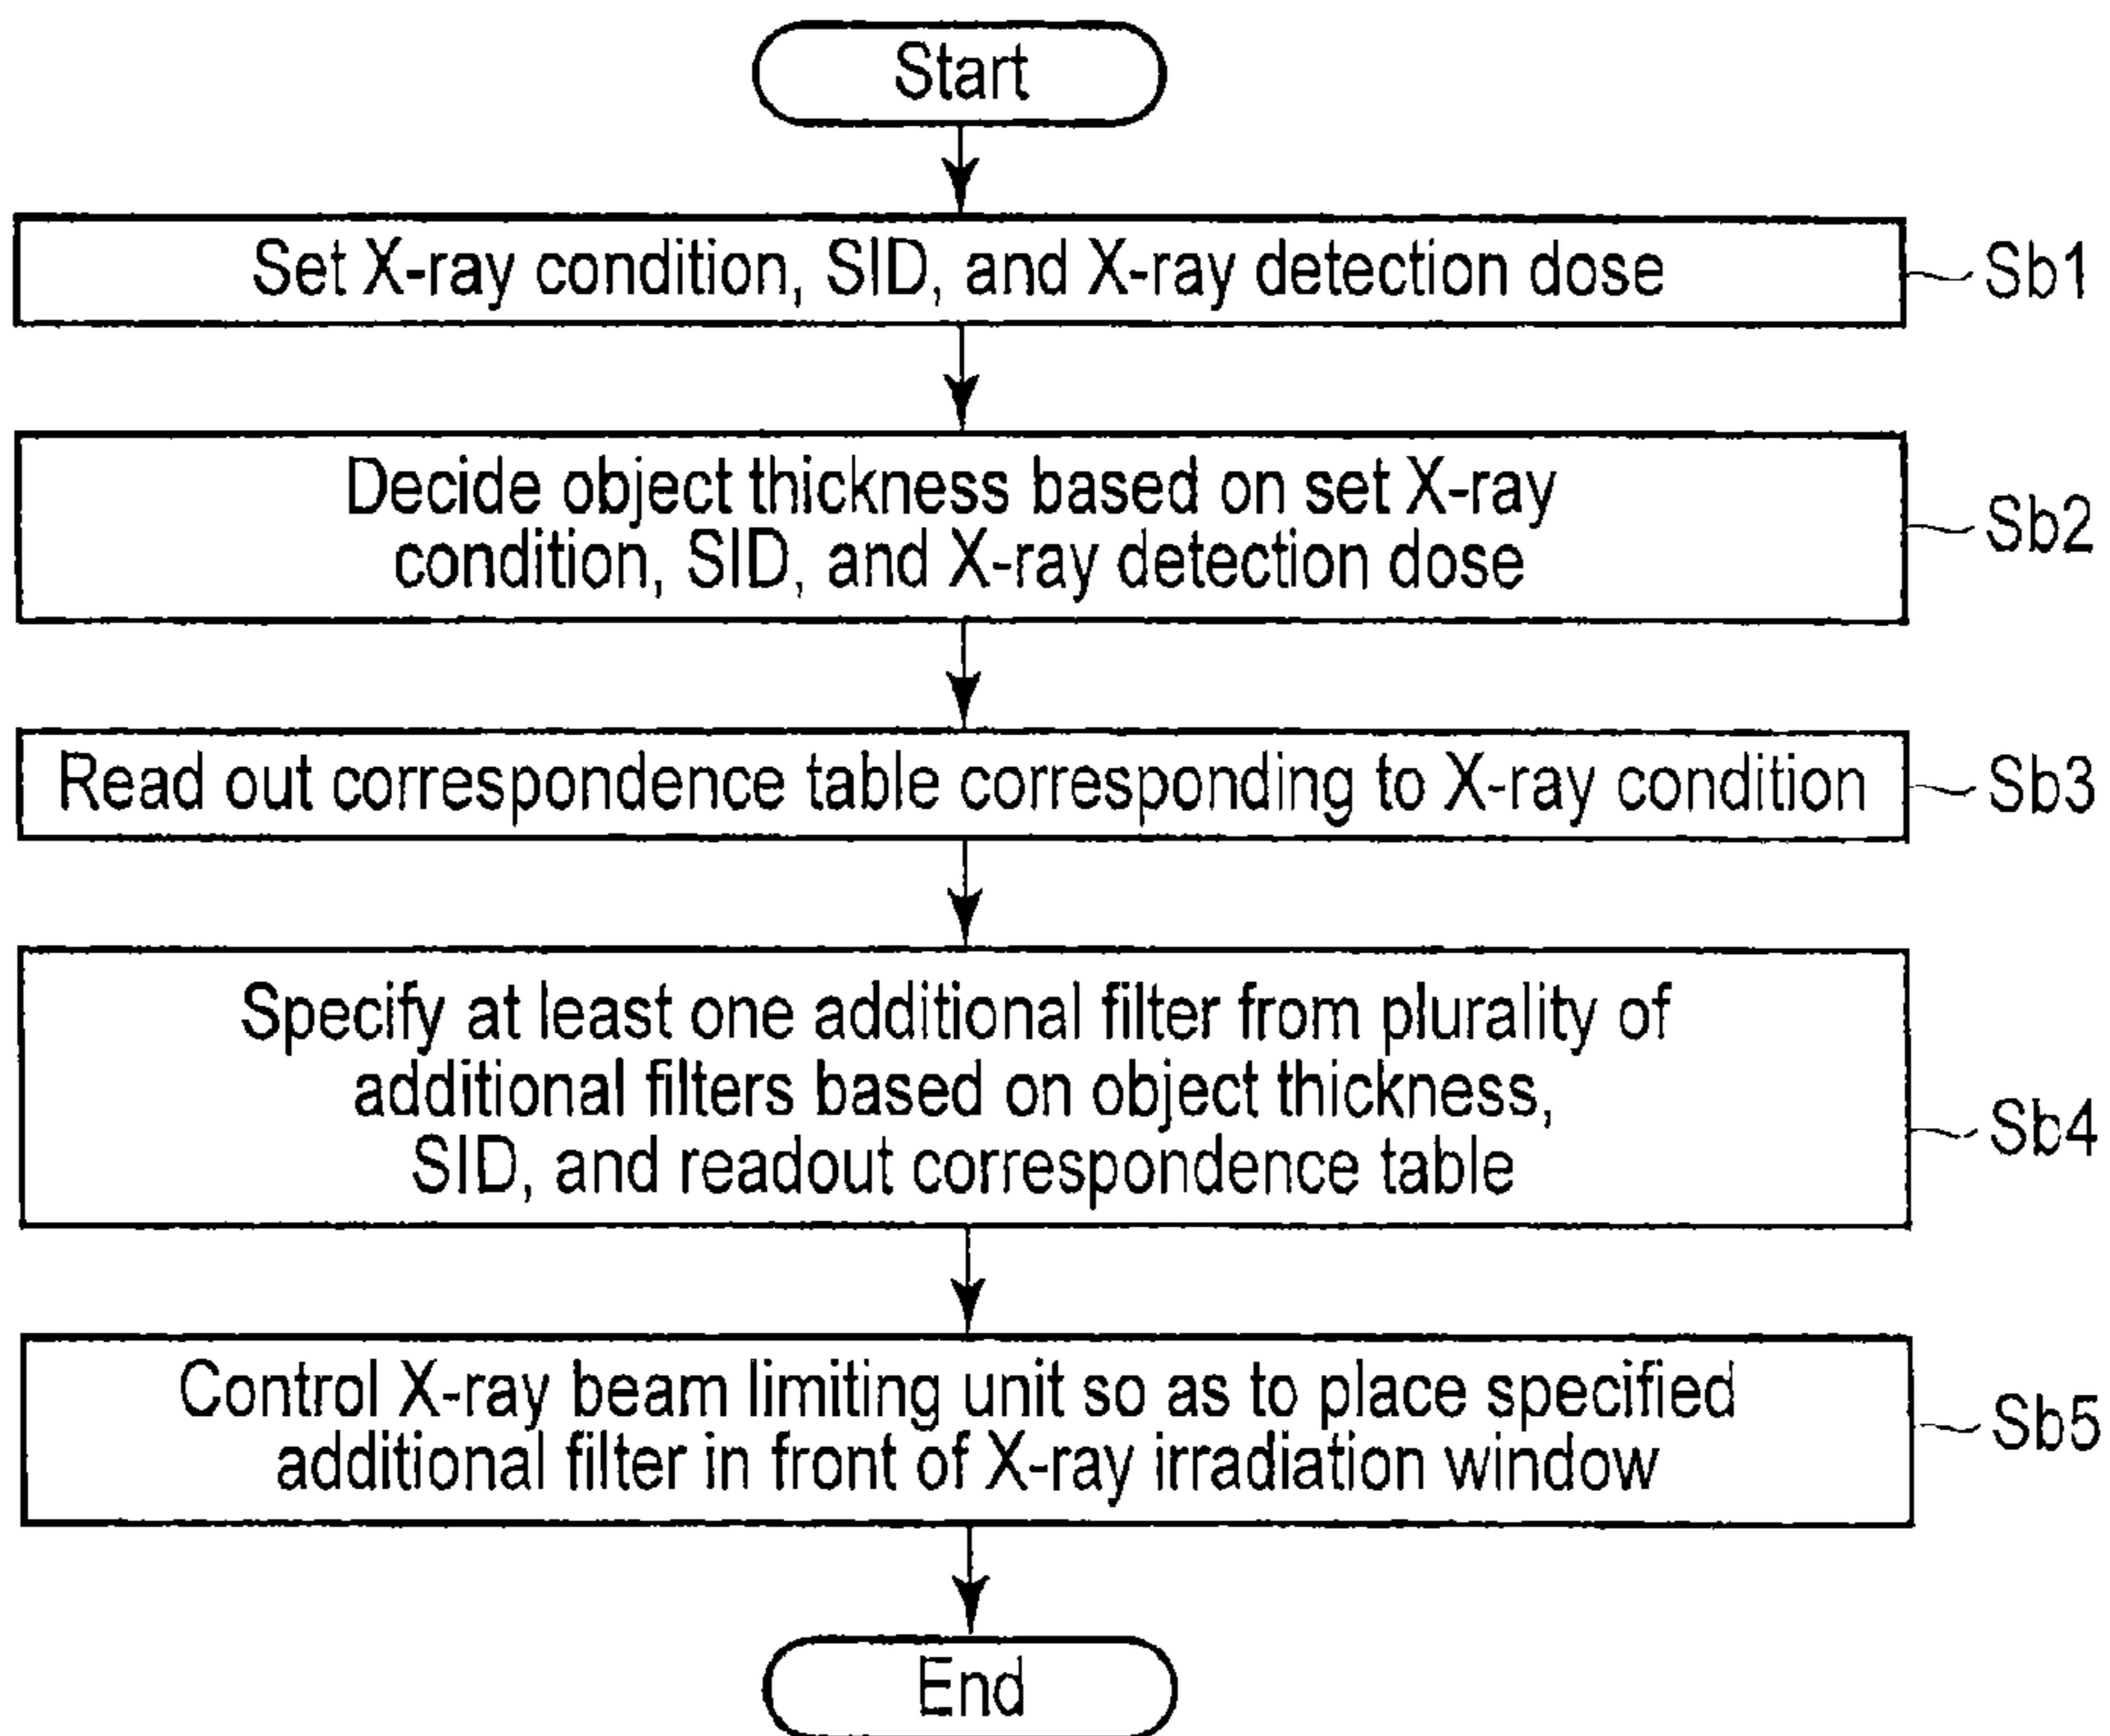 Start
Set X-ray condition, SID, and X-ray detection dose
Sb1
Decide object thickness based on set X-ray
condition, SID, and X-ray detection dose
Sb2
Read out correspondence table corresponding to X-ray condition
Sb3
Specify at least one additional filter from plurality of
additional filters based on object thickness,
SID, and readout correspondence table
Sb4
Control X-ray beam limiting unit so as to place specified
additional filter in front of X-ray irradiation window
Sb5
End